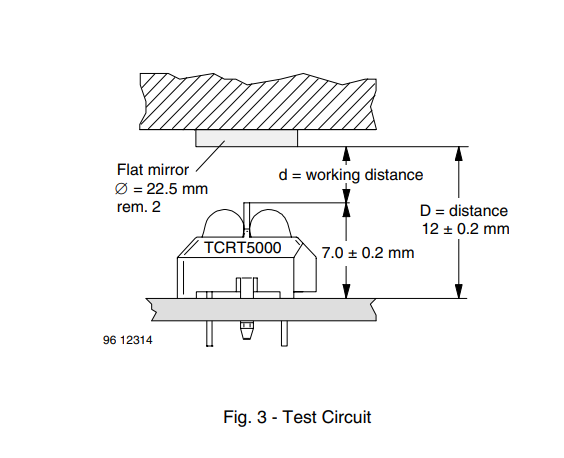 Flat mirror
∅ = 22.5 mm
rem. 2
d = working distance
D = distance
12 ± 0.2 mm
TCRT5000
7.0 ± 0.2 mm
96 12314
Fig. 3 - Test Circuit